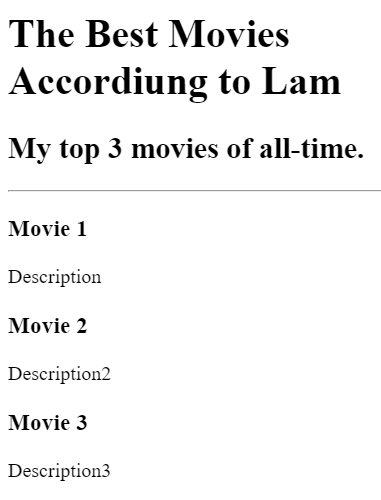 The Best Movies
Accordiung to Lam
My top 3 movies of all-time.
Movie 1
Description
Movie 2
Description2
Movie 3
Description3